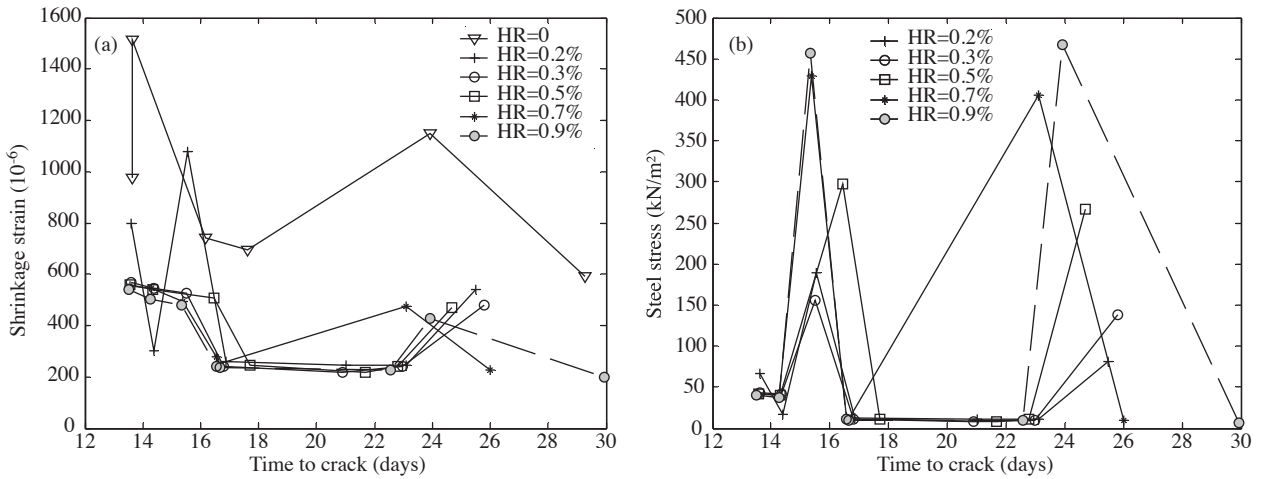 (a)
Shrinkage strain (10-6)
1600
1400
1200
1000
800
600
400
200
0
12 14 16 18 20 22 24 26 28 30
Time to crack (days)
HR=0
HR=0.2%
HR=0.3%
HR=0.5%
HR=0.7%
HR=0.9%
(b)
Steel stress (kN/m²)
500
450
400
350
300
250
200
150
100
50
0
12 14 16 18 20 22 24 26 28 30
Time to crack (days)
HR=0.2%
HR=0.3%
HR=0.5%
HR=0.7%
HR=0.9%